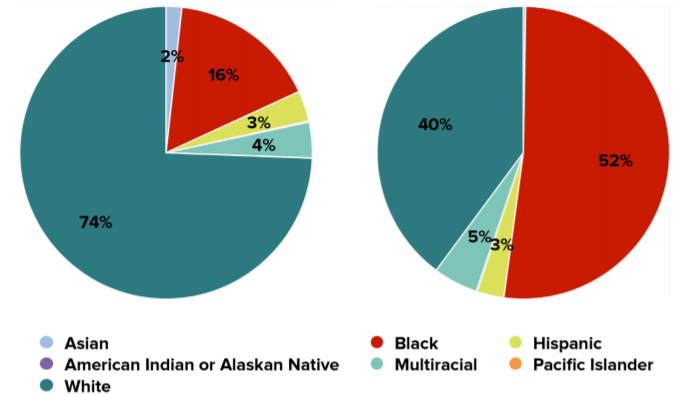 2%
16%
3%
4%
74%
40%
52%
5%
3%
Asian
American Indian or Alaskan Native
White
Black
Multiracial
Hispanic
Pacific Islander